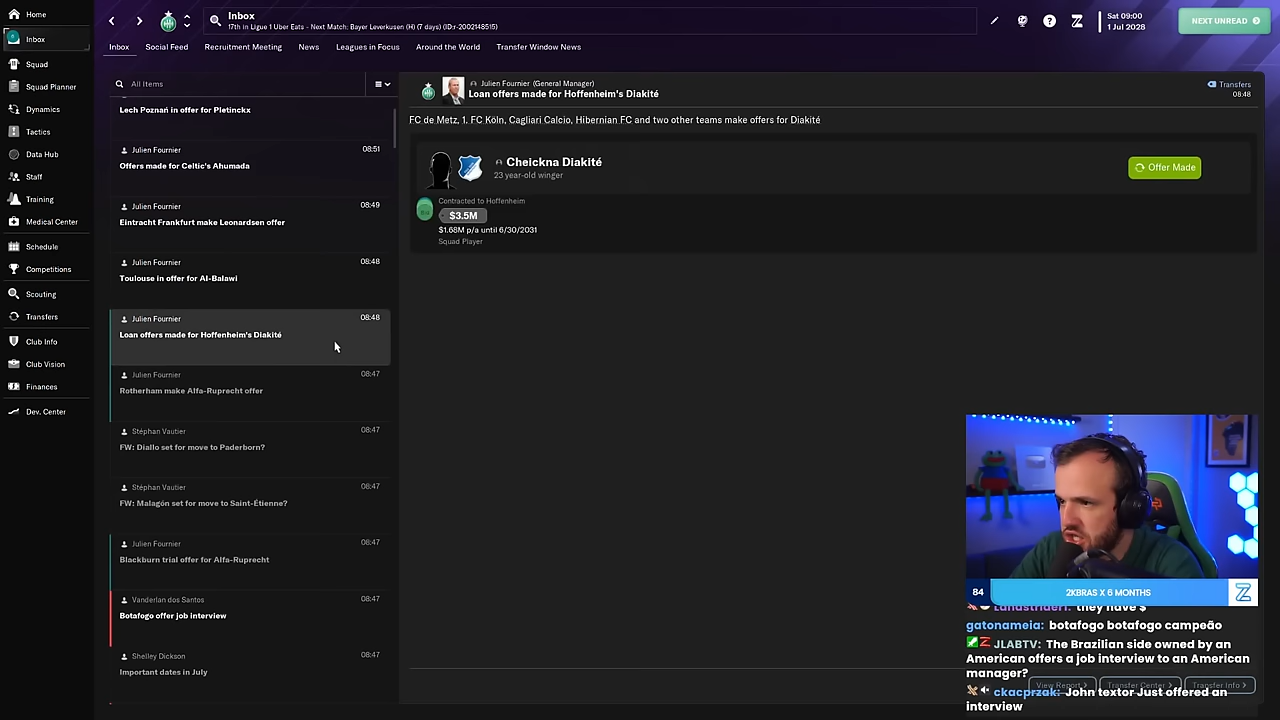 Home
Inbox
Squad
Squad Planner
Dynamics
Tactics
Data Hub
Staff
Training
Medical Center
Schedule
Competitions
Scouting
Transfers
Club Info
Club Vision
Finances
Dev. Center
Inbox
17th in Ligue 1 Uber Eats - Next Match: Bayer Leverkusen (H) (7 days) (ID:r-2002148515)
Sat 09:00
1 Jul 2028
NEXT UNREAD
Inbox
Social Feed
Recruitment Meeting
News
Leagues in Focus
Around the World
Transfer Window News
All Items
Lech Poznań in offer for Pletinckx
Julien Fournier 08:51
Offers made for Celtic's Ahumada
Julien Fournier 08:49
Eintracht Frankfurt make Leonardsen offer
Julien Fournier 08:48
Toulouse in offer for Al-Balawi
Julien Fournier 08:48
Loan offers made for Hoffenheim's Diakité
Julien Fournier 08:47
Rotherham make Alfa-Ruprecht offer
Stéphan Vautier 08:47
FW: Diallo set for move to Paderborn?
Stéphan Vautier 08:47
FW: Malagón set for move to Saint-Étienne?
Julien Fournier 08:47
Blackburn trial offer for Alfa-Ruprecht
Vanderlan dos Santos 08:47
Botafogo offer job interview
Shelley Dickson 08:47
Important dates in July
Julien Fournier (General Manager)
Loan offers made for Hoffenheim's Diakité
Transfers
08:48
FC de Metz, 1. FC Köln, Cagliari Calcio, Hibernian FC and two other teams make offers for Diakité
Cheickna Diakité
23 year-old winger
Offer Made
Contracted to Hoffenheim
$3.5M
$1.68M p/a until 6/30/2031
Squad Player
84
2KBRAS X 6 MONTHS
Z
they have $
gatonameia: botafogo botafogo campeão
JLABTV: The Brazilian side owned by an
American offers a job interview to an American
manager?
View Report
Transfer Center
Transfer Info
ckacprzak: John textor Just offered an
interview